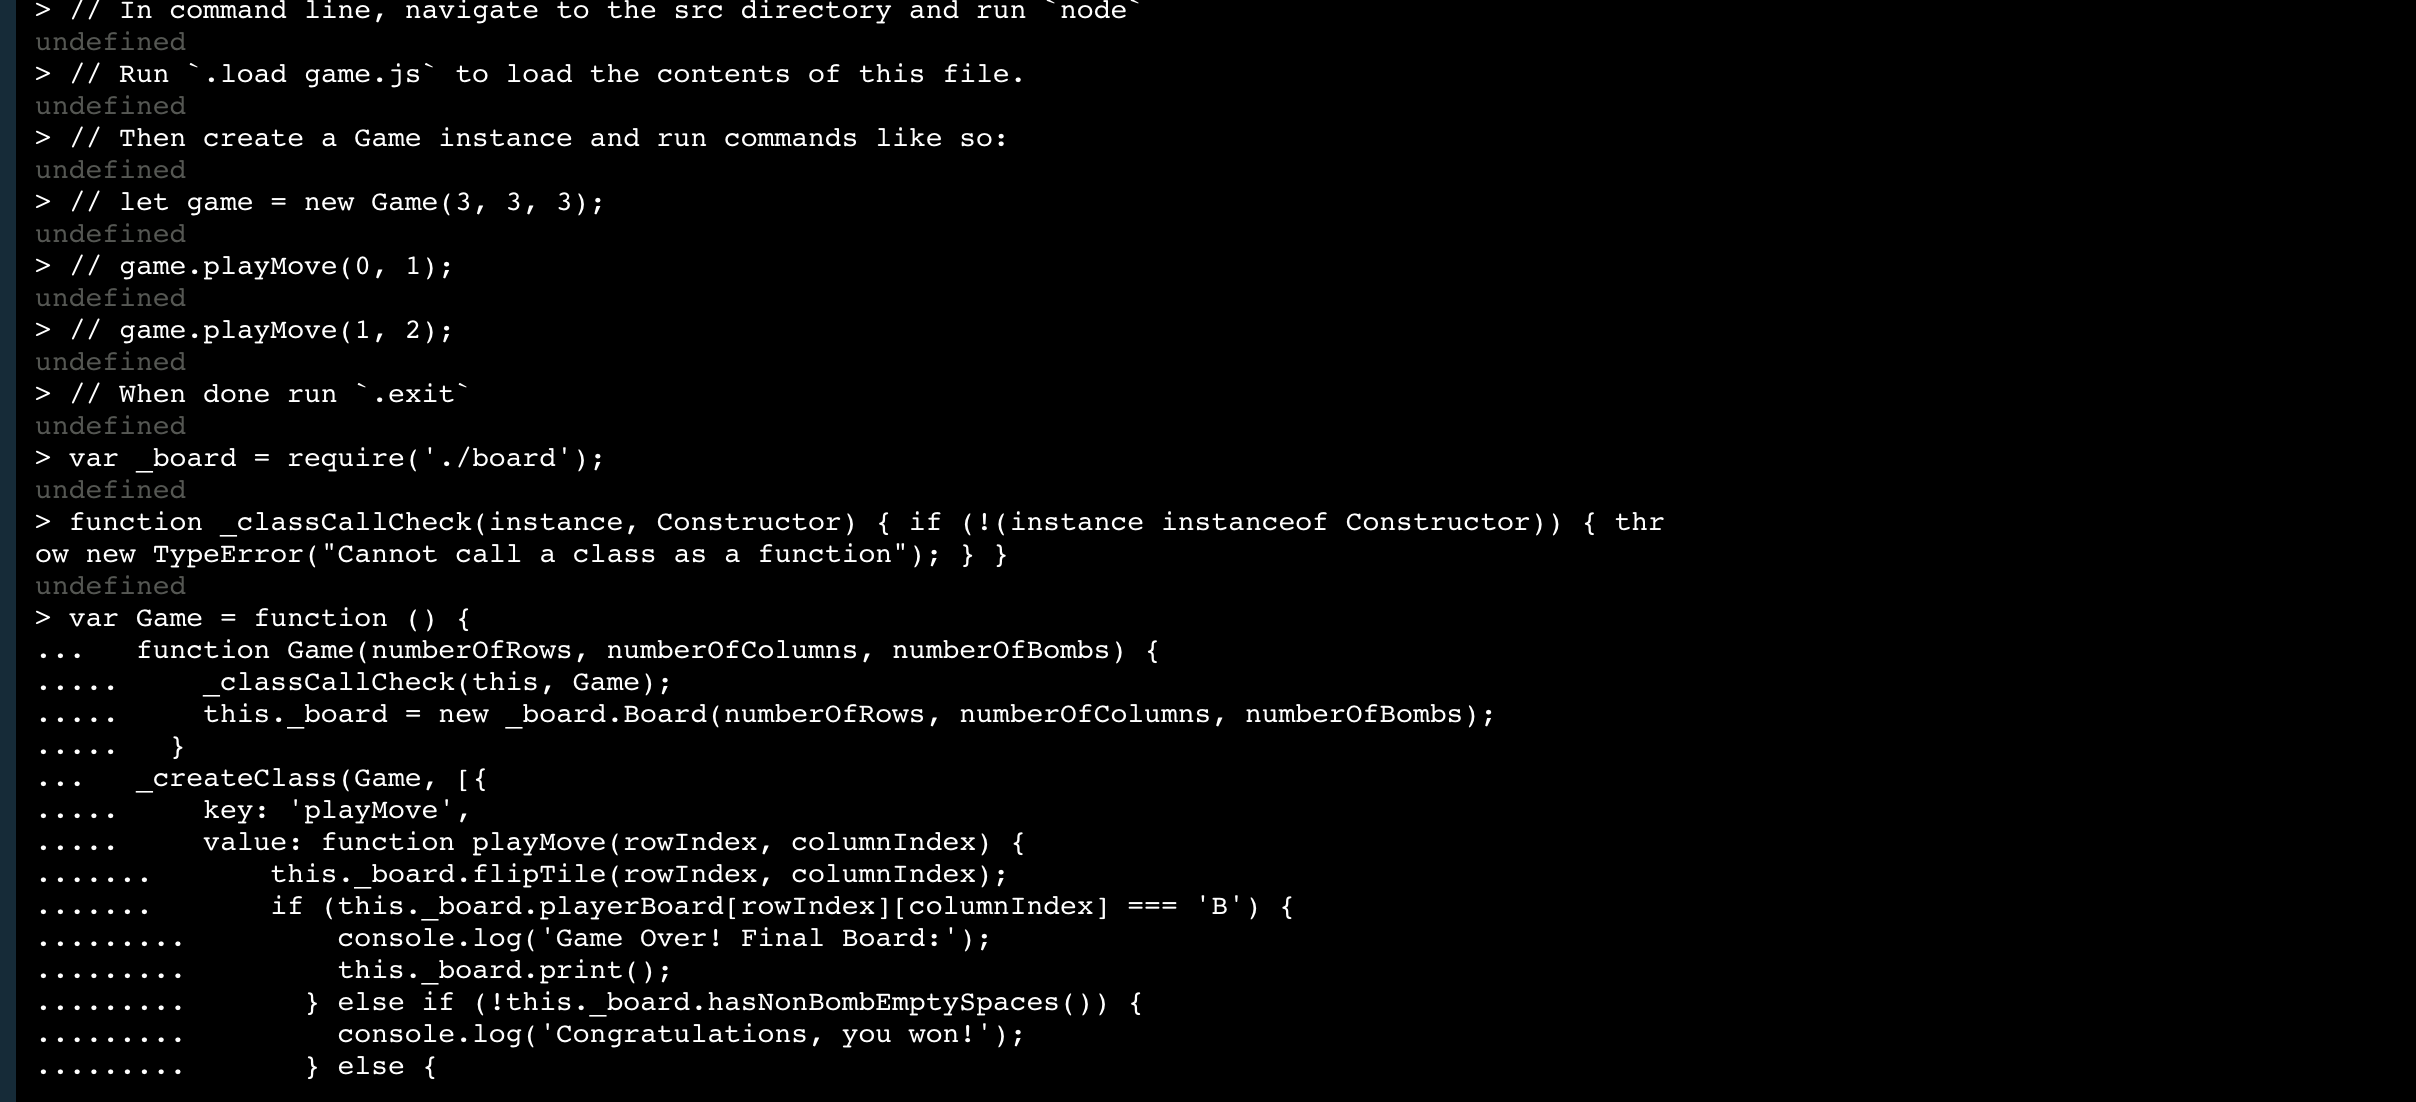 > // In command line, navigate to the src directory and run `node`
undefined
> // Run `.load game.js` to load the contents of this file.
undefined
> // Then create a Game instance and run commands like so:
undefined
> // let game = new Game(3, 3, 3);
undefined
> // game.playMove(0, 1);
undefined
> // game.playMove(1, 2);
undefined
> // When done run `.exit`
undefined
> var _board = require('./board');
undefined
> function _classCallCheck(instance, Constructor) { if (!(instance instanceof Constructor)) { thr
ow new TypeError("Cannot call a class as a function"); } }
undefined
> var Game = function () {
...   function Game(numberOfRows, numberOfColumns, numberOfBombs) {
.....     _classCallCheck(this, Game);
.....     this._board = new _board.Board(numberOfRows, numberOfColumns, numberOfBombs);
.....   }
...   _createClass(Game, [{
.....     key: 'playMove',
.....     value: function playMove(rowIndex, columnIndex) {
.......       this._board.flipTile(rowIndex, columnIndex);
.......       if (this._board.playerBoard[rowIndex][columnIndex] === 'B') {
.........         console.log('Game Over! Final Board:');
.........         this._board.print();
.........       } else if (!this._board.hasNonBombEmptySpaces()) {
.........         console.log('Congratulations, you won!');
.........       } else {